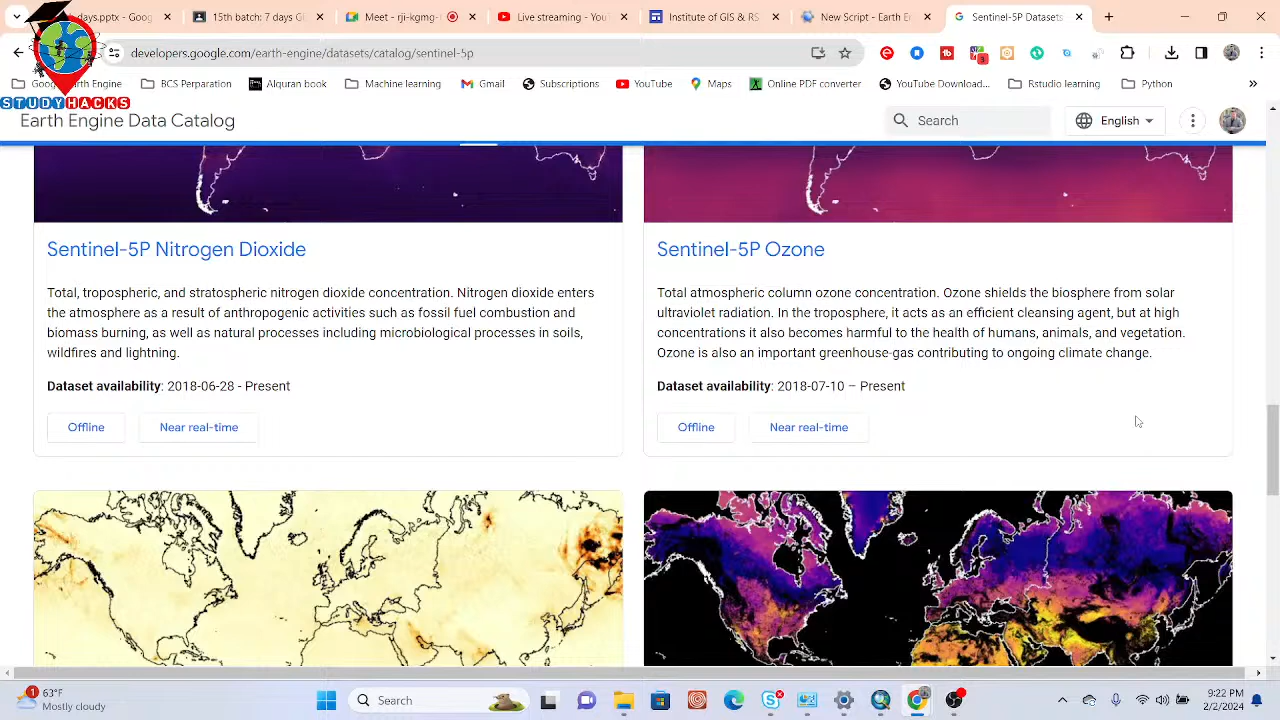 days.pptx - Goo
15th batch 7 days c
Meet - rji-kgmg-
Live streaming - YouT
Institute of Geogra
New Script - Earth E
Sentinel-5P Datasets
developers.google.com/earth-engine/datasets/catalog/sentinel-5p
3
Google Earth Engine
BCS Preparation
Alquran boo...
Machine learning
Gmail
Subscriptions
YouTube
Maps
Online PDF converter
YouTube Download...
Rstudio learning
Python
»
STUDYHACKS
Earth Engine Data Catalog
Search
English
Sentinel-5P Nitrogen Dioxide
Total, tropospheric, and stratospheric nitrogen dioxide concentration. Nitrogen dioxide enters
the atmosphere as a result of anthropogenic activities such as fossil fuel combustion and
biomass burning, as well as natural processes including microbiological processes in soils,
wildfires and lightning.
Dataset availability: 2018-06-28 - Present
Offline
Near real-time
Sentinel-5P Ozone
Total atmospheric column ozone concentration. Ozone shields the biosphere from solar
ultraviolet radiation. In the troposphere, it acts as an efficient cleansing agent, but at high
concentrations it also becomes harmful to the health of humans, animals, and vegetation.
Ozone is also an important greenhouse-gas contributing to ongoing climate change.
Dataset availability: 2018-07-10 – Present
Offline
Near real-time
1
63°F
Mostly cloudy
Search
9:22 PM
2/2/2024